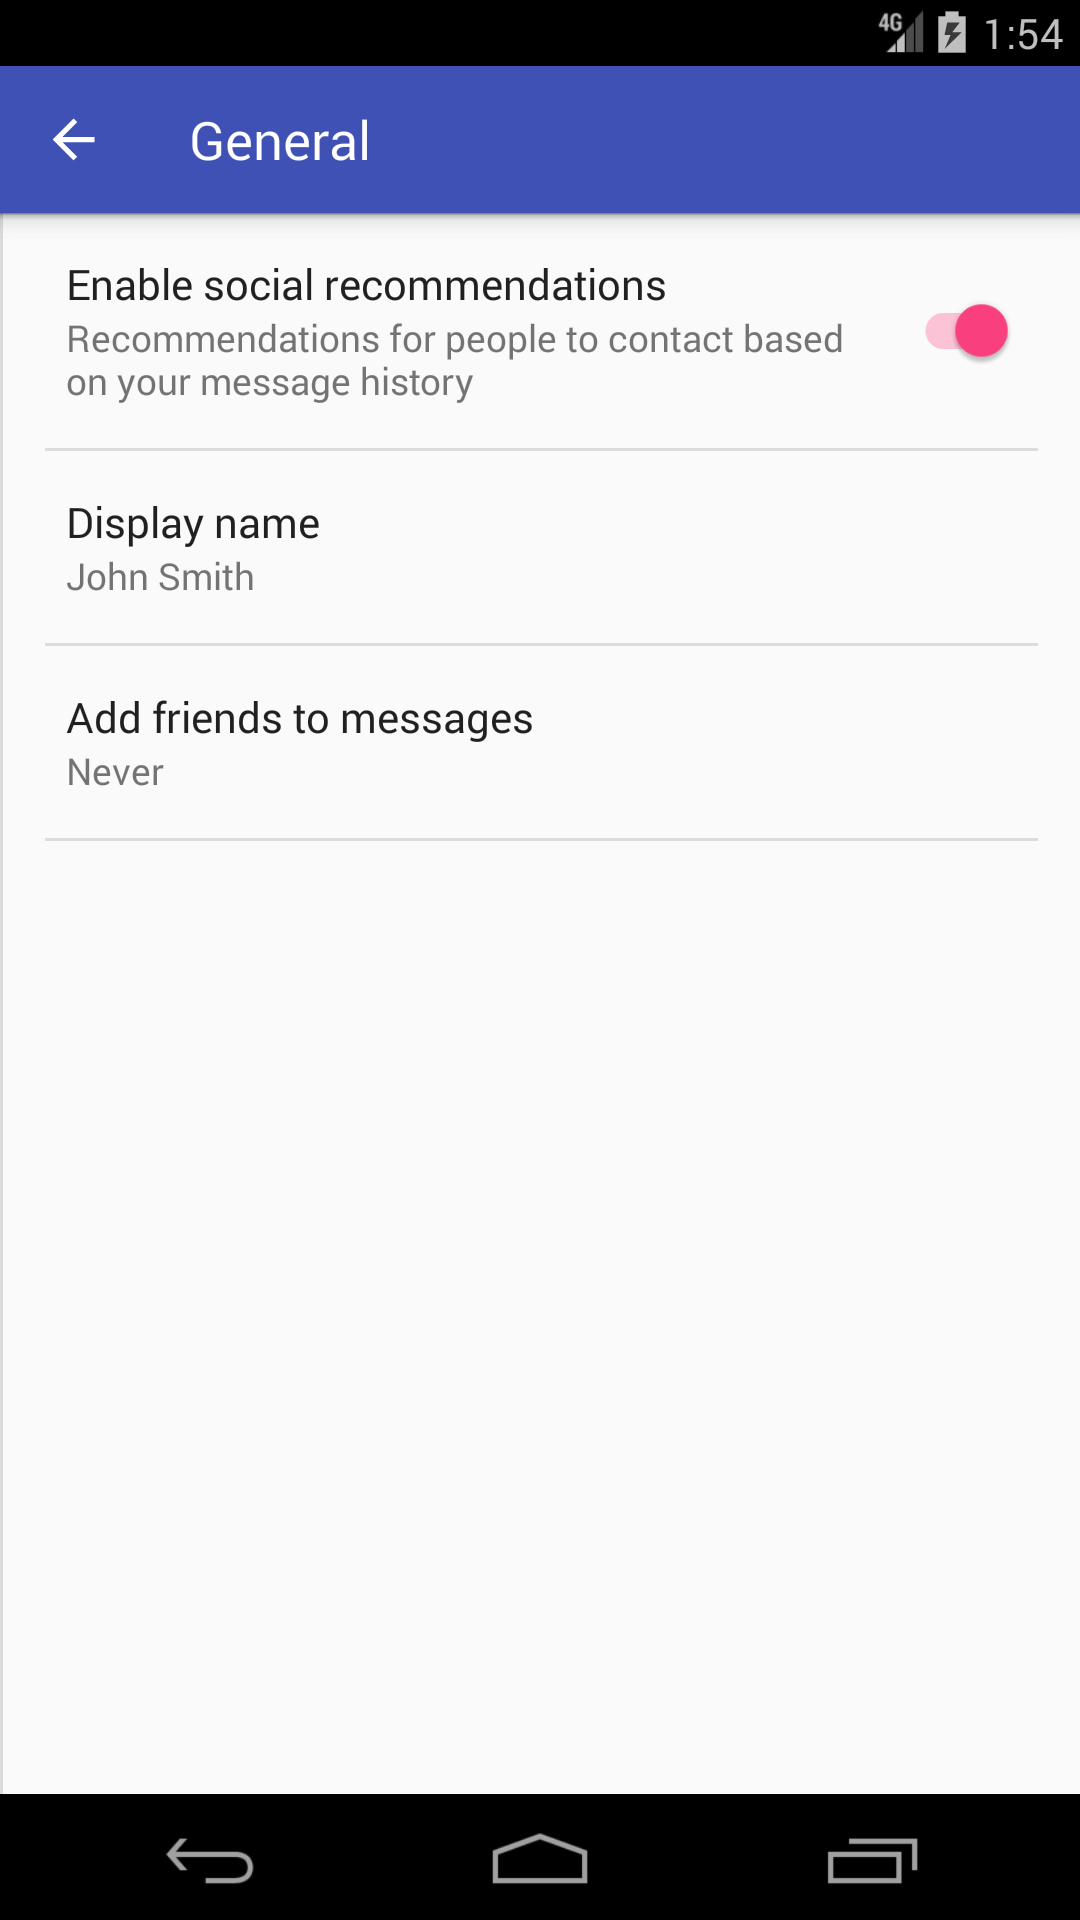 4G 1:54
General
Enable social recommendations
Recommendations for people to contact based
on your message history
Display name
John Smith
Add friends to messages
Never